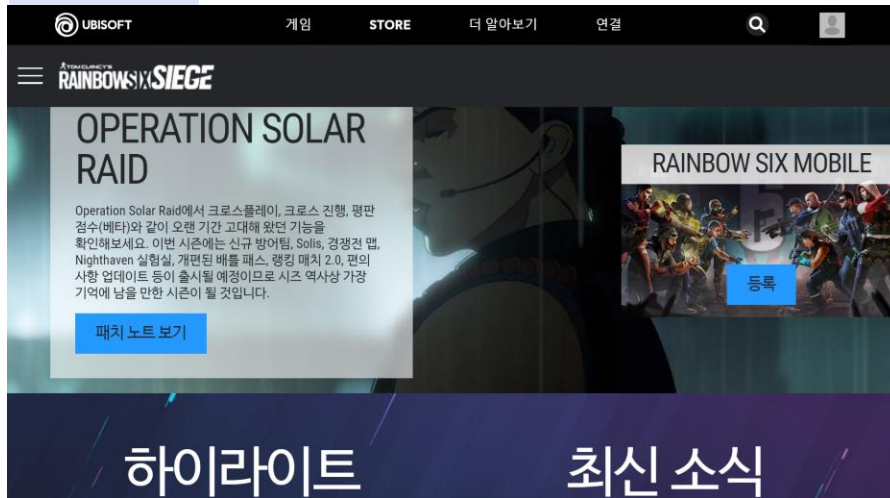 UBISOFT
게임
STORE
더 알아보기
연결
TOM CLANCY'S
RAINBOWSIX SIEGE
OPERATION SOLAR
RAID
Operation Solar Raid에서 크로스플레이, 크로스 진행, 평판
점수(베타)와 같이 오랜 기간 고대해 왔던 기능을
확인해보세요. 이번 시즌에는 신규 방어팀, Solis, 경쟁전 맵,
Nighthaven 실험실, 개편된 배틀 패스, 랭킹 매치 2.0, 편의
사항 업데이트 등이 출시될 예정이므로 시즈 역사상 가장
기억에 남을 만한 시즌이 될 것입니다.
패치 노트 보기
RAINBOW SIX MOBILE
6
등록
하이라이트
최신 소식